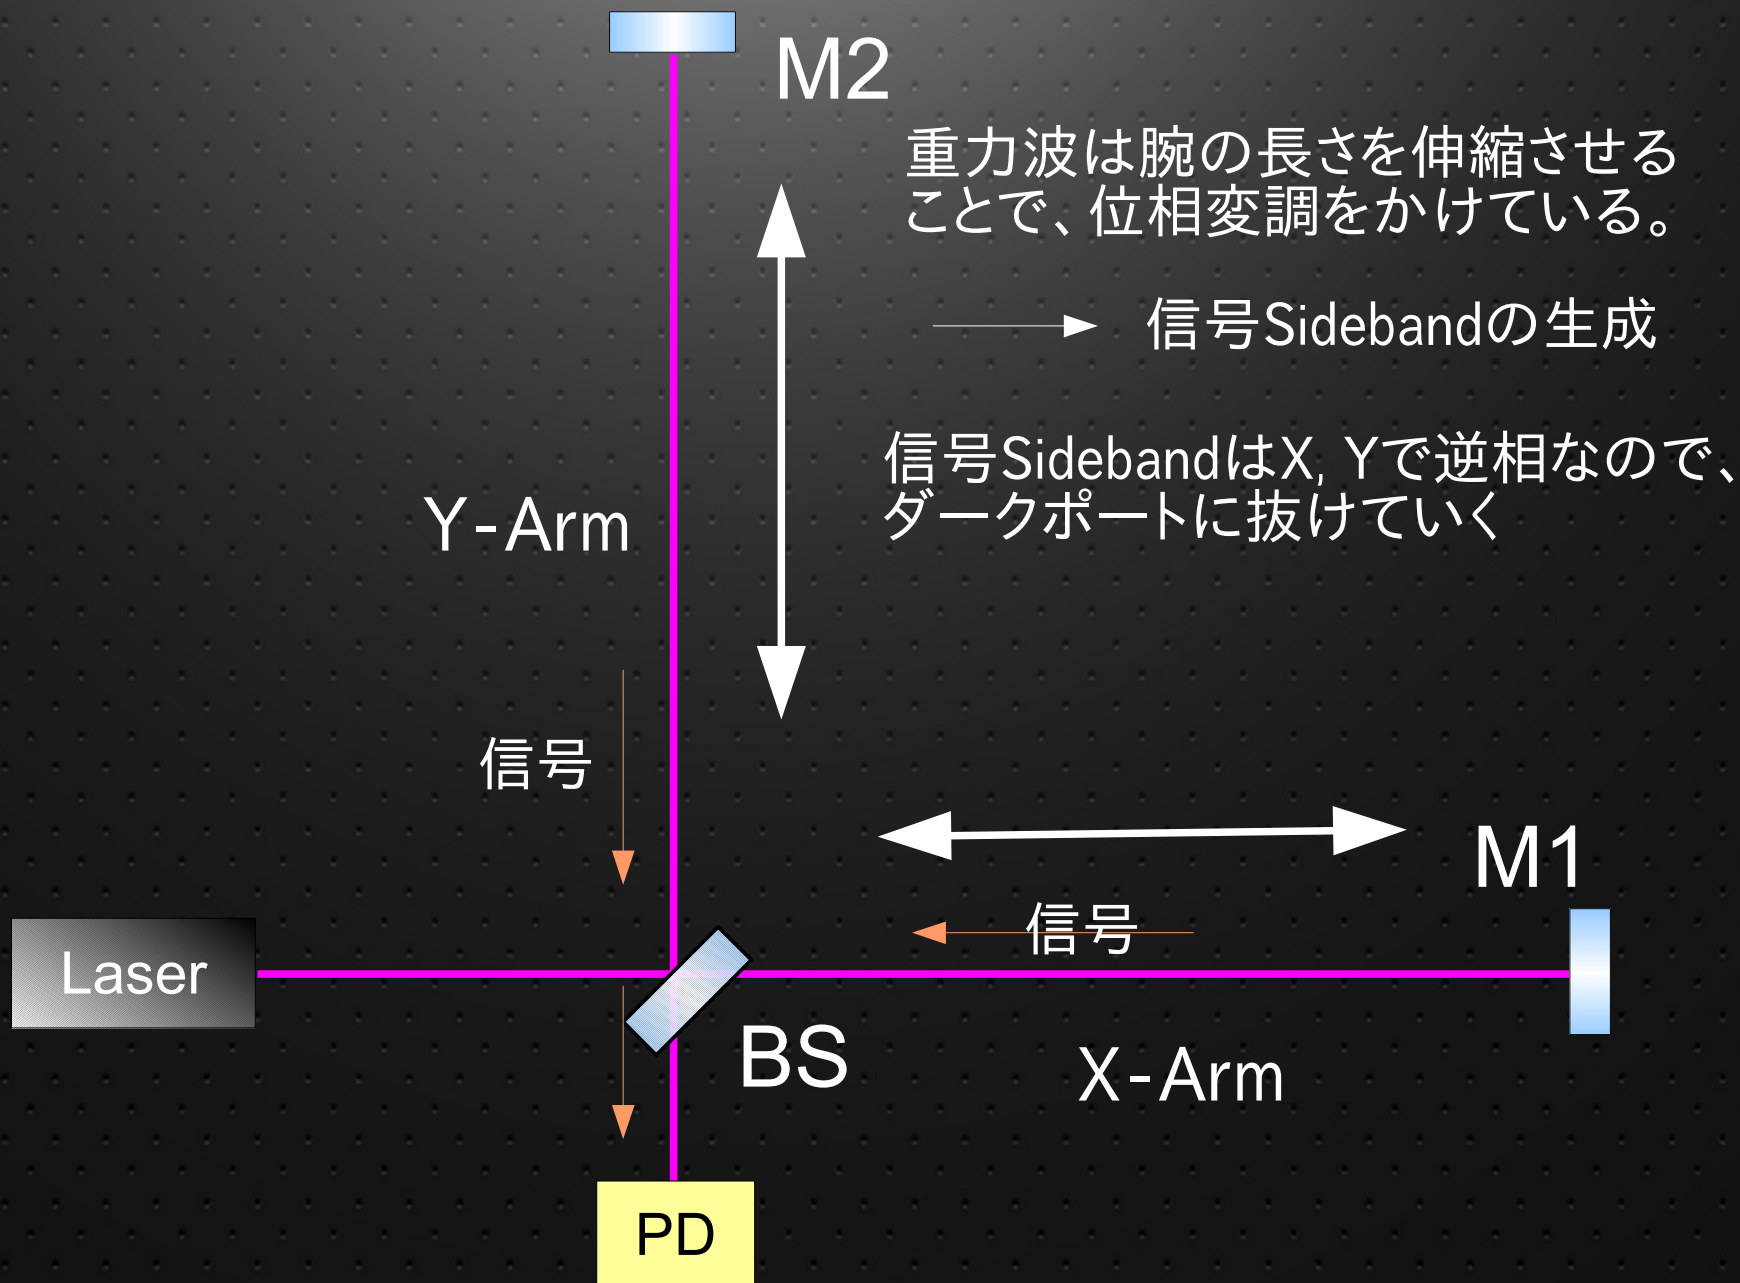 M2
重力波は腕の長さを伸縮させる
ことで、位相変調をかけている。
信号Sidebandの生成
信号SidebandはX, Yで逆相なので、
ダークポートに抜けていく
Y-Arm
信号
M1
信号
Laser
BS
X-Arm
PD